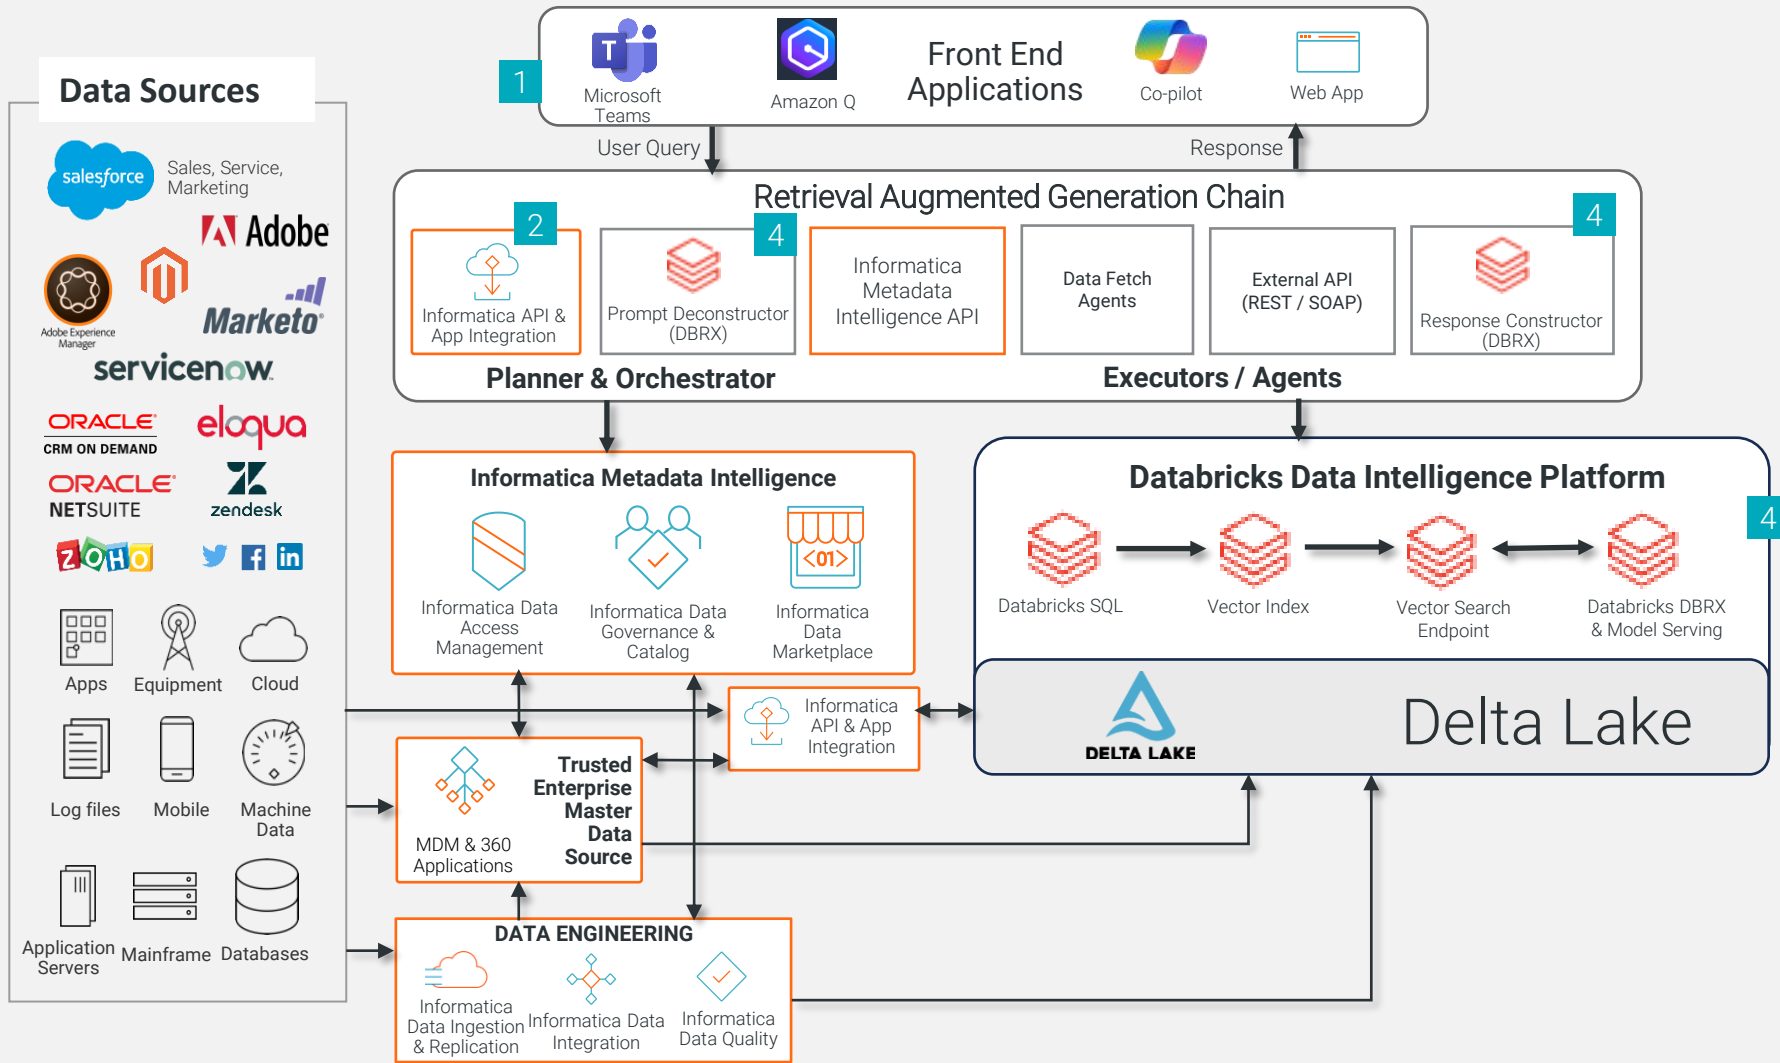 1
Microsoft
Teams
Amazon Q
Front End
Applications
Co-pilot
Web App
User Query
Response
Data Sources
salesforce
Sales, Service,
Marketing
Adobe
Adobe Experience
Manager
Marketo
servicenow
ORACLE
CRM ON DEMAND
eloqua
ORACLE
NETSUITE
zendesk
ZOHO
in
Apps
Equipment
Cloud
Log files
Mobile
Machine
Data
Application
Servers
Mainframe
Databases
Retrieval Augmented Generation Chain
2
Informatica API &
App Integration
4
Prompt Deconstructor
(DBRX)
Informatica
Metadata
Intelligence API
Data Fetch
Agents
External API
(REST / SOAP)
4
Response Constructor
(DBRX)
Planner & Orchestrator
Executors / Agents
Informatica Metadata Intelligence
Informatica Data
Access
Management
Informatica Data
Governance &
Catalog
<01>
Informatica
Data
Marketplace
Databricks Data Intelligence Platform
4
Databricks SQL
Vector Index
Vector Search
Endpoint
Databricks DBRX
& Model Serving
DELTA LAKE
Delta Lake
Informatica
API & App
Integration
MDM & 360
Applications
Trusted
Enterprise
Master
Data
Source
DATA ENGINEERING
Informatica
Data Ingestion
& Replication
Informatica Data
Integration
Informatica
Data Quality